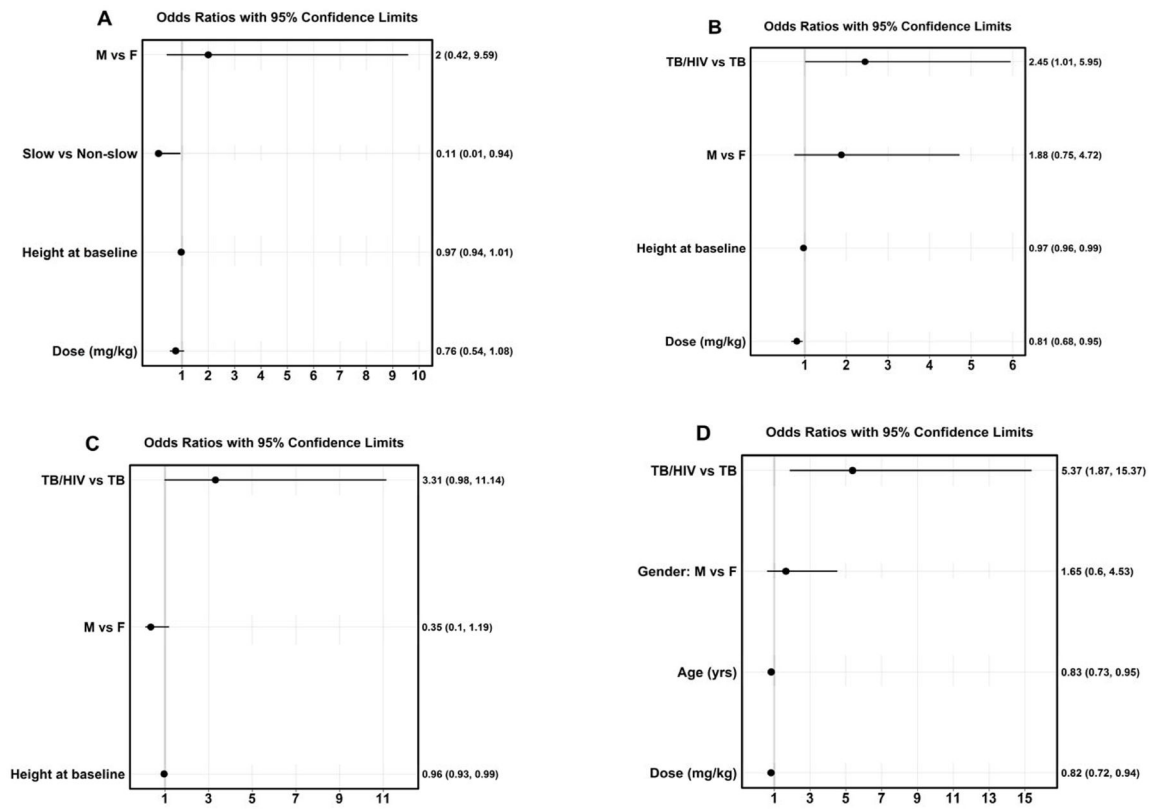 A
Odds Ratios with 95% Confidence Limits
M vs F
2 (0.42, 9.59)
Slow vs Non-slow
0.11 (0.01, 0.94)
Height at baseline
0.97 (0.94, 1.01)
Dose (mg/kg)
0.76 (0.54, 1.08)
1 2 3 4 5 6 7 8 9 10
B
Odds Ratios with 95% Confidence Limits
TB/HIV vs TB
2.45 (1.01, 5.95)
M vs F
1.88 (0.75, 4.72)
Height at baseline
0.97 (0.96, 0.99)
Dose (mg/kg)
0.81 (0.68, 0.95)
1 2 3 4 5 6
C
Odds Ratios with 95% Confidence Limits
TB/HIV vs TB
3.31 (0.98, 11.14)
M vs F
0.35 (0.1, 1.19)
Height at baseline
0.96 (0.93, 0.99)
1 3 5 7 9 11
D
Odds Ratios with 95% Confidence Limits
TB/HIV vs TB
5.37 (1.87, 15.37)
Gender: M vs F
1.65 (0.6, 4.53)
Age (yrs)
0.83 (0.73, 0.95)
Dose (mg/kg)
0.82 (0.72, 0.94)
1 3 5 7 9 11 13 15